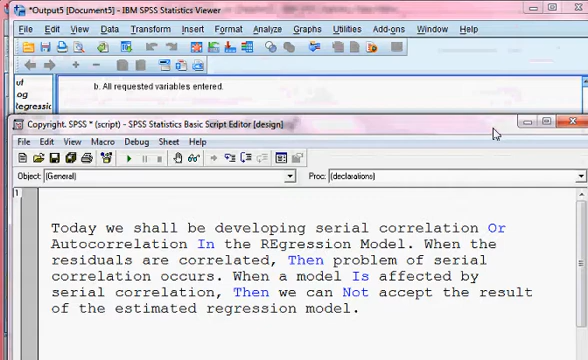 *Output5 [Document5] - IBM SPSS Statistics Viewer
File Edit View Data Transform Insert Format Analyze Graphs Utilities Add-ons Window Help
ut
og
Regressic
b. All requested variables entered.
Copyright. SPSS * (script) - SPSS Statistics Basic Script Editor [design]
File Edit View Macro Debug Sheet Help
Object: (General) Proc: (declarations)
1
Today we shall be developing serial correlation Or
Autocorrelation In the REgression Model. When the
residuals are correlated, Then problem of serial
correlation occurs. When a model Is affected by
serial correlation, Then we can Not accept the result
of the estimated regression model.